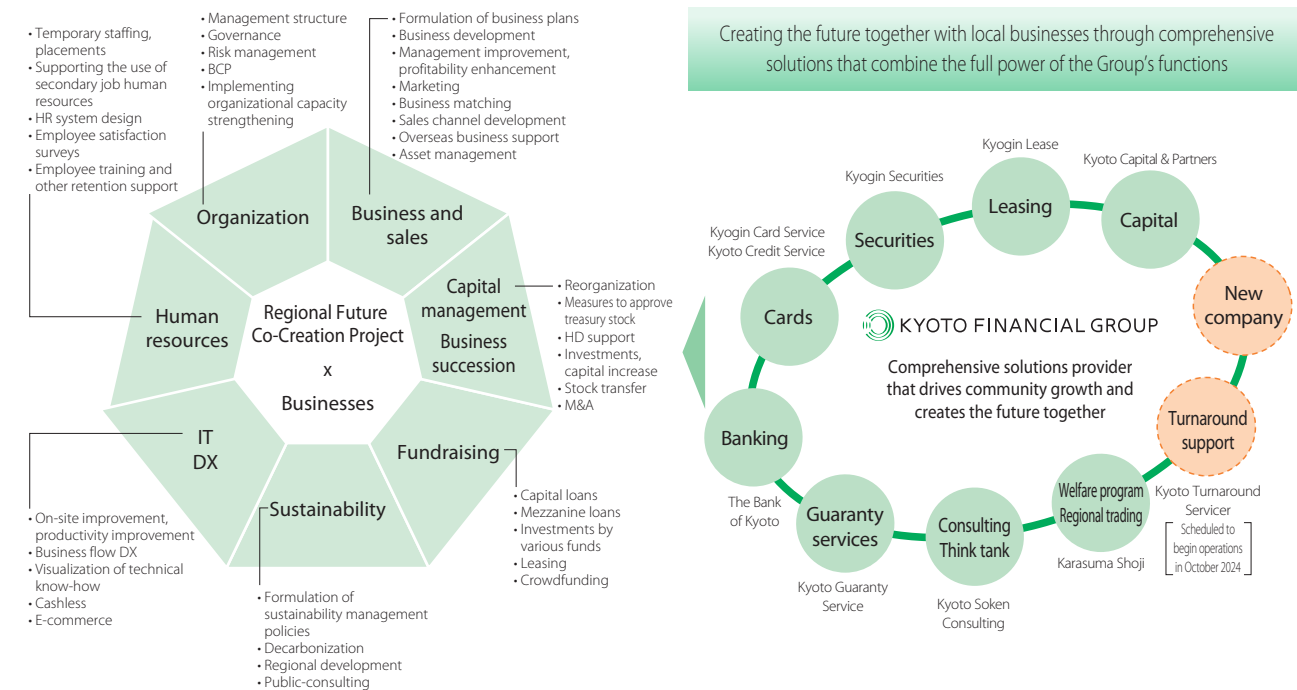 • Temporary staffing,
placements
• Supporting the use of
secondary job human
resources
• HR system design
• Employee satisfaction
surveys
• Employee training and
other retention support
• Management structure
• Governance
• Risk management
• BCP
• Implementing
organizational capacity
strengthening
• Formulation of business plans
• Business development
• Management improvement,
profitability enhancement
• Marketing
• Business matching
• Sales channel development
• Overseas business support
• Asset management
Organization
Business and
sales
Human
resources
Regional Future
Co-Creation Project
x
Businesses
Capital
management
Business
succession
• Reorganization
• Measures to approve
treasury stock
• HD support
• Investments,
capital increase
• Stock transfer
• M&A
IT
DX
Sustainability
Fundraising
• On-site improvement,
productivity improvement
• Business flow DX
• Visualization of technical
know-how
• Cashless
• E-commerce
• Formulation of
sustainability management
policies
• Decarbonization
• Regional development
• Public-consulting
• Capital loans
• Mezzanine loans
• Investments by
various funds
• Leasing
• Crowdfunding
Creating the future together with local businesses through comprehensive
solutions that combine the full power of the Group's functions
Kyogin Lease
Leasing
Kyoto Capital & Partners
Capital
Kyogin Securities
Securities
Kyogin Card Service
Kyoto Credit Service
Cards
New
company
KYOTO FINANCIAL GROUP
Comprehensive solutions provider
that drives community growth and
creates the future together
Banking
The Bank
of Kyoto
Guaranty
services
Kyoto Guaranty
Service
Consulting
Think tank
Kyoto Soken
Consulting
Welfare program
Regional trading
Karasuma Shoji
Turnaround
support
Kyoto Turnaround
Servicer
Scheduled to
begin operations
in October 2024